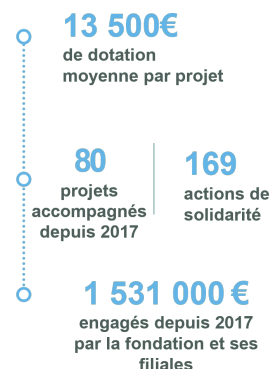 13 500€
de dotation
moyenne par projet
80
projets
accompagnés
depuis 2017
169
actions de
solidarité
1 531 000 €
engagés depuis 2017
par la fondation et ses
filiales